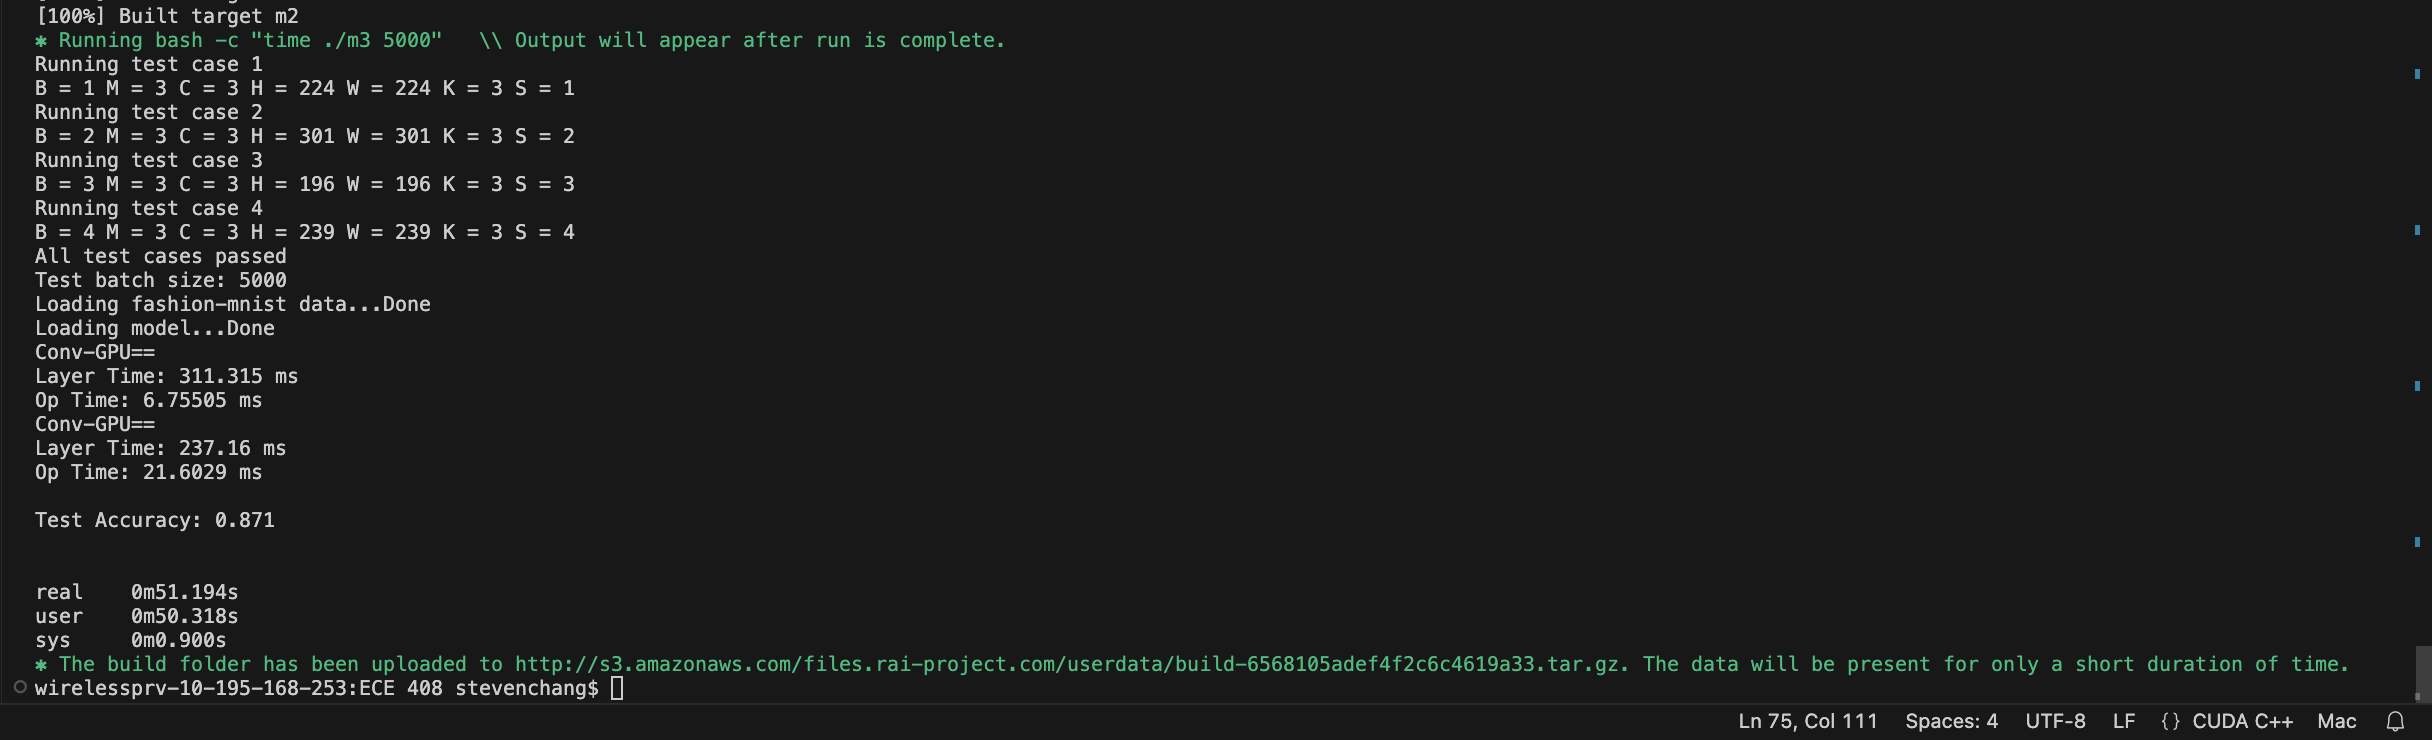 [100%] Built target m2
✱ Running bash -c "time ./m3 5000"   \\ Output will appear after run is complete.
Running test case 1
B = 1 M = 3 C = 3 H = 224 W = 224 K = 3 S = 1
Running test case 2
B = 2 M = 3 C = 3 H = 301 W = 301 K = 3 S = 2
Running test case 3
B = 3 M = 3 C = 3 H = 196 W = 196 K = 3 S = 3
Running test case 4
B = 4 M = 3 C = 3 H = 239 W = 239 K = 3 S = 4
All test cases passed
Test batch size: 5000
Loading fashion-mnist data...Done
Loading model...Done
Conv-GPU==
Layer Time: 311.315 ms
Op Time: 6.75505 ms
Conv-GPU==
Layer Time: 237.16 ms
Op Time: 21.6029 ms
Test Accuracy: 0.871
real    0m51.194s
user    0m50.318s
sys     0m0.900s
✱ The build folder has been uploaded to http://s3.amazonaws.com/files.rai-project.com/userdata/build-6568105adef4f2c6c4619a33.tar.gz. The data will be present for only a short duration of time.
wirelessprv-10-195-168-253:ECE 408 stevenchang$
Ln 75, Col 111   Spaces: 4   UTF-8   LF   {} CUDA C++   Mac